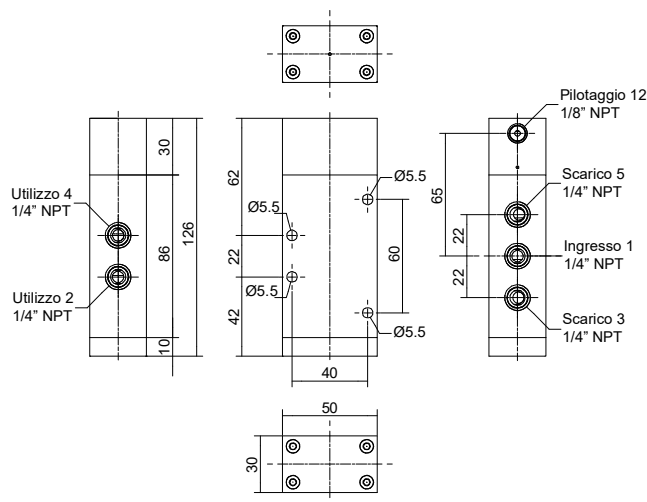 Pilotaggio 12
1/8" NPT
30
62
Ø5.5
Scarico 5
1/4" NPT
65
Utilizzo 4
1/4" NPT
Ø5.5
126
86
22
60
22
Ingresso 1
1/4" NPT
Utilizzo 2
1/4" NPT
Ø5.5
22
42
Ø5.5
Scarico 3
1/4" NPT
10
40
50
30